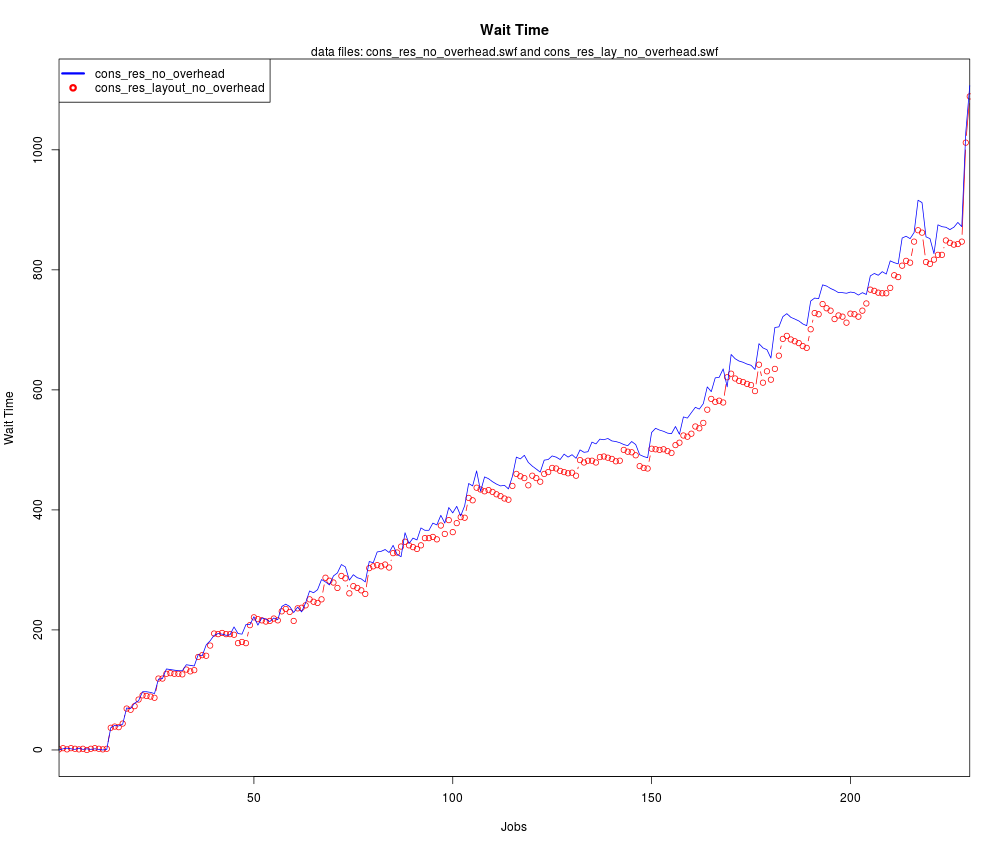 Wait Time
data files: cons_res_no_overhead.swf and cons_res_lay_no_overhead.swf
cons_res_no_overhead
cons_res_layout_no_overhead
Wait Time
1000
800
600
400
200
0
50 100 150 200
Jobs